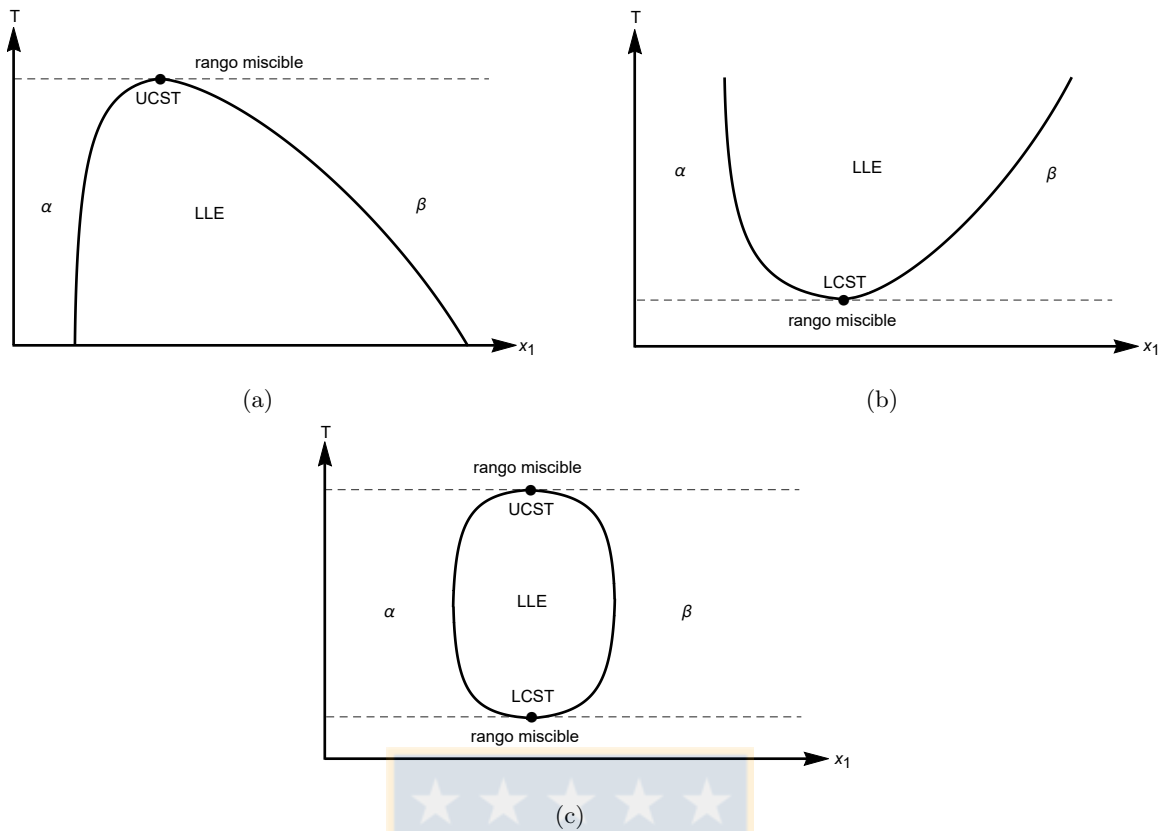 T
rango miscible
UCST
α
LLE
β
x1
(a)
T
LLE
α
β
LCST
rango miscible
x1
(b)
T
rango miscible
UCST
α
LLE
β
LCST
rango miscible
x1
(c)